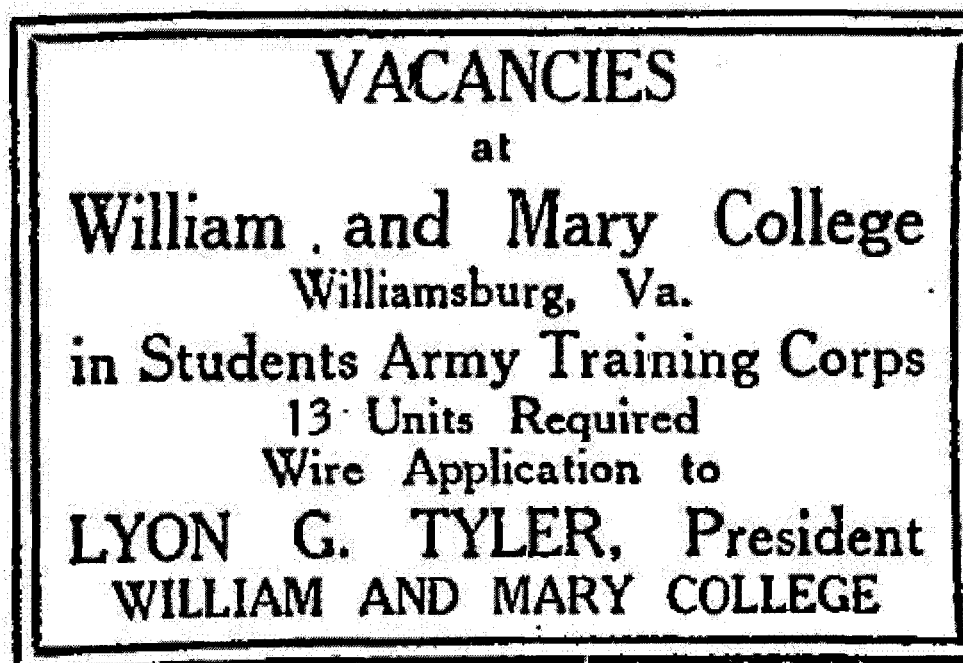 VACANCIES
at
William and Mary College
Williamsburg, Va.
in Students Army Training Corps
13 Units Required
Wire Application to
LYON G. TYLER, President
WILLIAM AND MARY COLLEGE